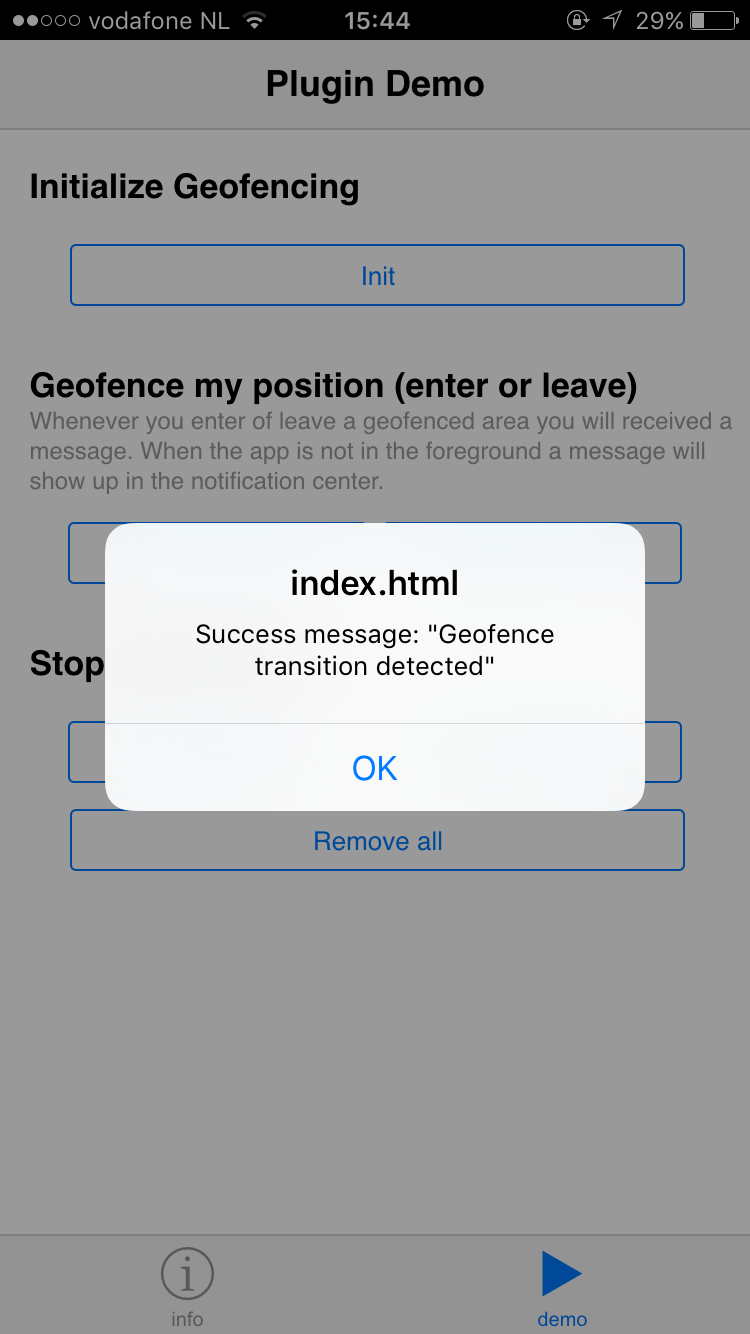 vodafone NL 15:44 29%
Plugin Demo
Initialize Geofencing
Init
Geofence my position (enter or leave)
Whenever you enter of leave a geofenced area you will received a
message. When the app is not in the foreground a message will
show up in the notification center.
index.html
Success message: "Geofence
transition detected"
Stop
OK
Remove all
info demo